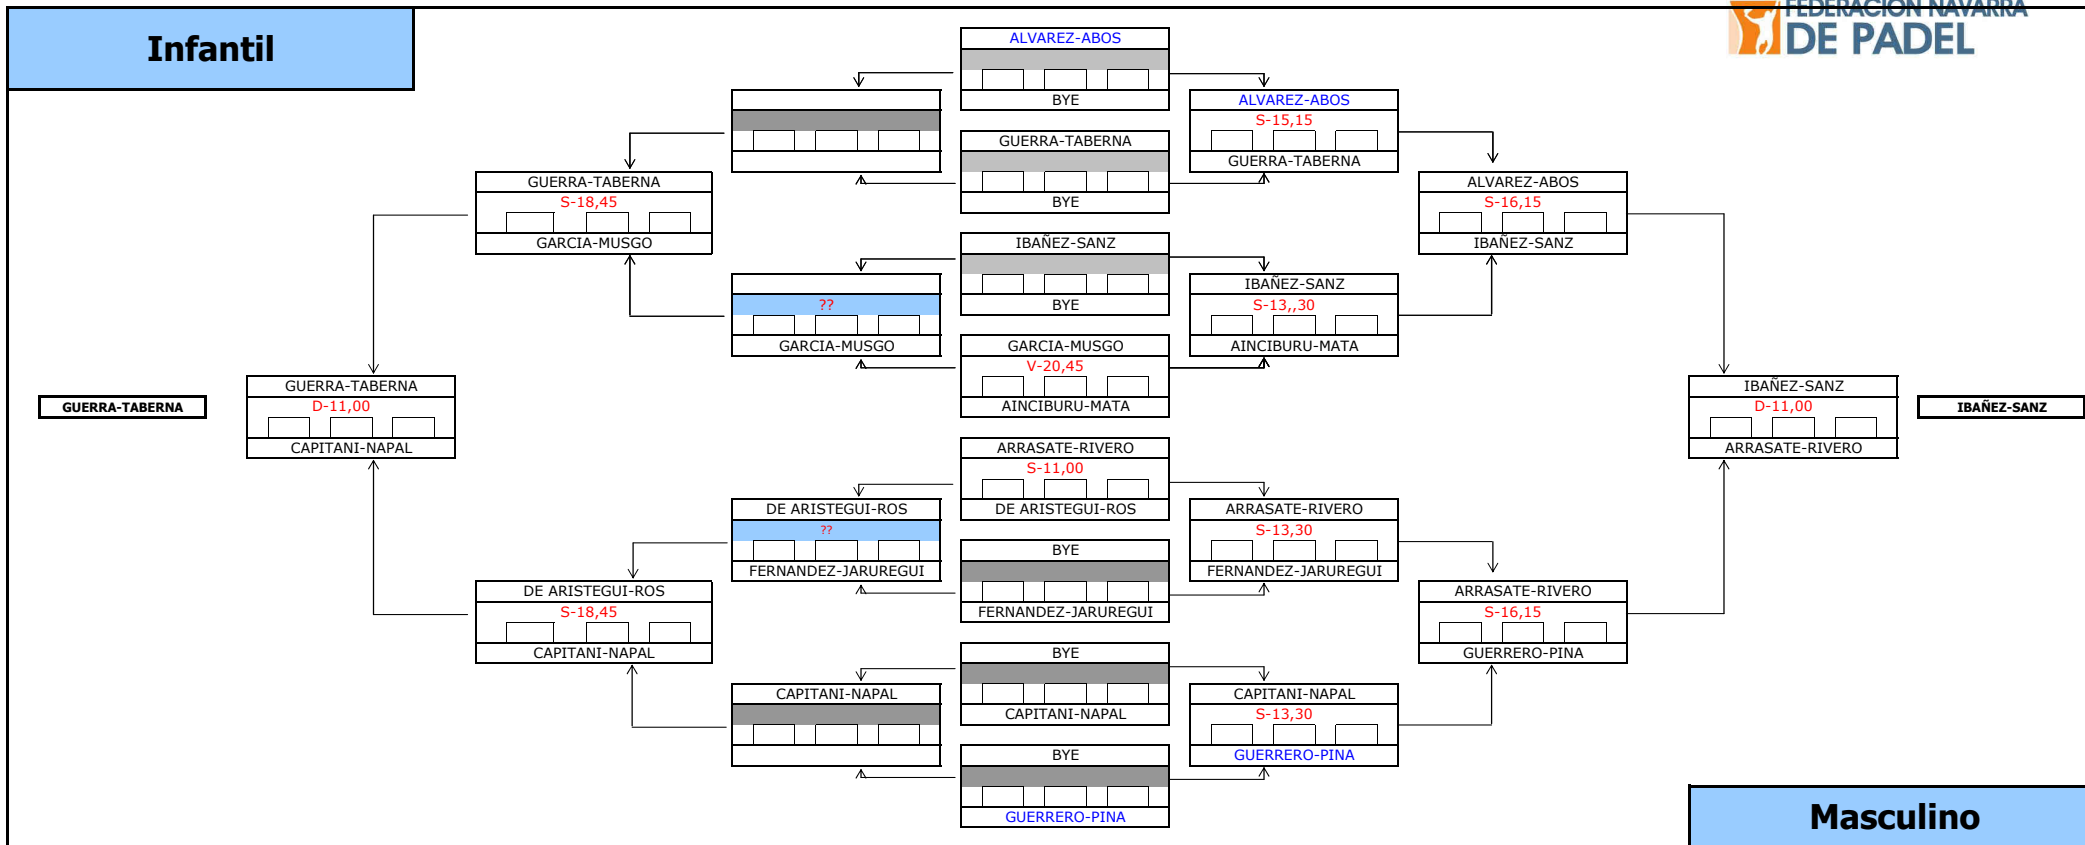 Infantil
FEDERACION NAVARRA
DE PADEL
ALVAREZ-ABOS
BYE
GUERRA-TABERNA
BYE
IBAÑEZ-SANZ
BYE
GARCIA-MUSGO
V-20,45
AINCIBURU-MATA
ARRASATE-RIVERO
S-11,00
DE ARISTEGUI-ROS
BYE
FERNANDEZ-JARUREGUI
BYE
CAPITANI-NAPAL
BYE
GUERRERO-PINA
??
GARCIA-MUSGO
DE ARISTEGUI-ROS
??
FERNANDEZ-JARUREGUI
CAPITANI-NAPAL
GUERRA-TABERNA
S-18,45
GARCIA-MUSGO
DE ARISTEGUI-ROS
S-18,45
CAPITANI-NAPAL
GUERRA-TABERNA
D-11,00
CAPITANI-NAPAL
GUERRA-TABERNA
ALVAREZ-ABOS
S-15,15
GUERRA-TABERNA
IBAÑEZ-SANZ
S-13,,30
AINCIBURU-MATA
ARRASATE-RIVERO
S-13,30
FERNANDEZ-JARUREGUI
CAPITANI-NAPAL
S-13,30
GUERRERO-PINA
ALVAREZ-ABOS
S-16,15
IBAÑEZ-SANZ
ARRASATE-RIVERO
S-16,15
GUERRERO-PINA
IBAÑEZ-SANZ
D-11,00
ARRASATE-RIVERO
IBAÑEZ-SANZ
Masculino